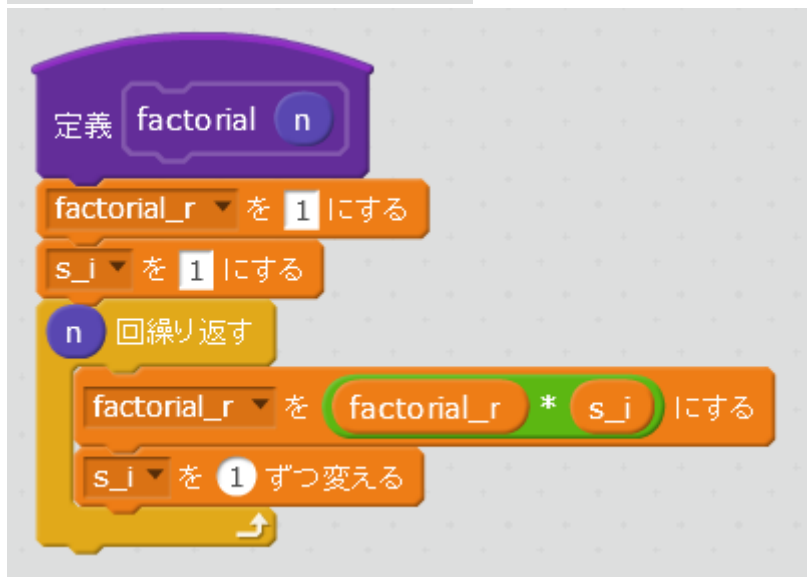 定義 factorial n
factorial_r を 1 にする
s_i を 1 にする
n 回繰り返す
factorial_r を factorial_r * s_i にする
s_i を 1 ずつ変える